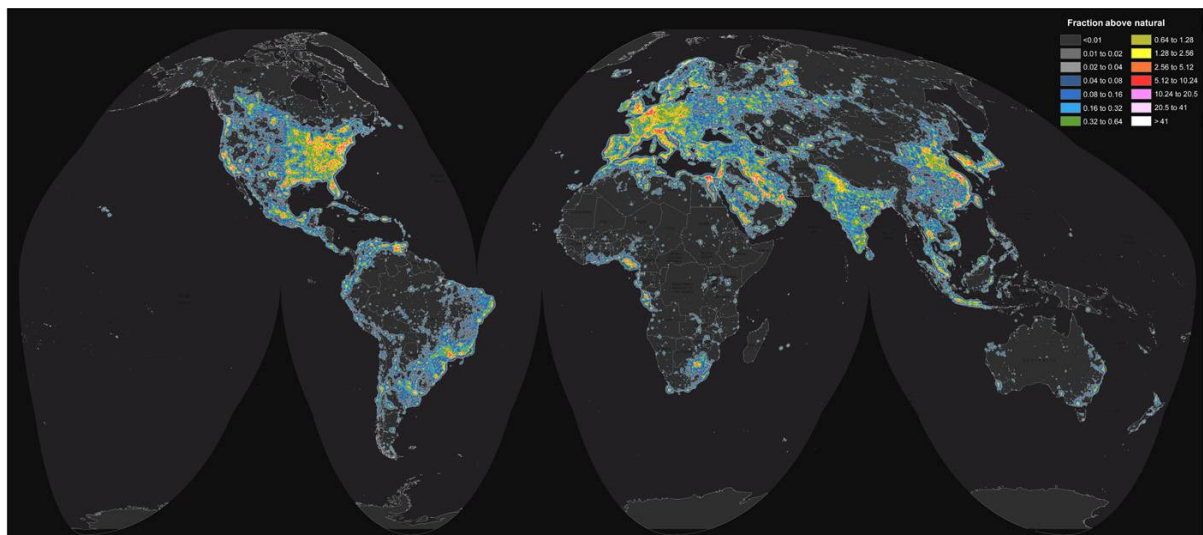 Fraction above natural
<0.01
0.01 to 0.02
0.02 to 0.04
0.04 to 0.08
0.08 to 0.16
0.16 to 0.32
0.32 to 0.64
0.64 to 1.28
1.28 to 2.56
2.56 to 5.12
5.12 to 10.24
10.24 to 20.5
20.5 to 41
> 41